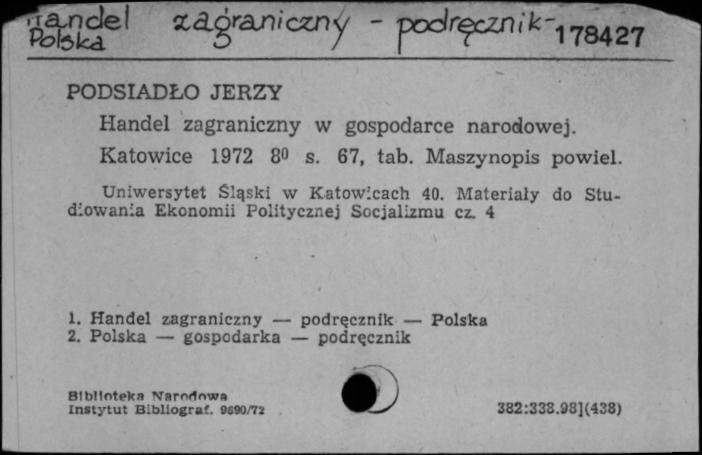 Handel zagraniczny - podręcznik - 178427
Polska
PODSIADŁO JERZY
Handel zagraniczny w gospodarce narodowej.
Katowice 1972 8⁰ s. 67, tab. Maszynopis powiel.
Uniwersytet Śląski w Katowicach 40. Materiały do Stu-
diowania Ekonomii Politycznej Socjalizmu cz. 4
1. Handel zagraniczny — podręcznik — Polska
2. Polska — gospodarka — podręcznik
Biblioteka Narodowa
Instytut Bibliograf. 9690/72
382:338.98](438)